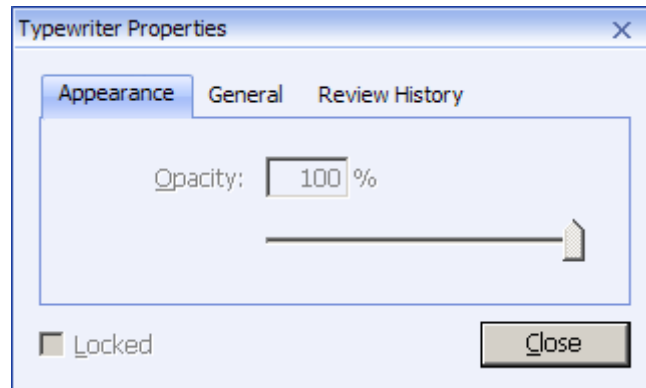 Typewriter Properties
Appearance General Review History
Opacity: 100 %
Locked Close